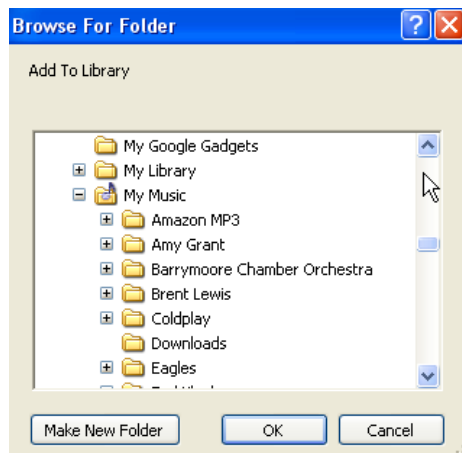 Browse For Folder
Add To Library
My Google Gadgets
My Library
My Music
Amazon MP3
Amy Grant
Barrymoore Chamber Orchestra
Brent Lewis
Coldplay
Downloads
Eagles
Make New Folder
OK
Cancel